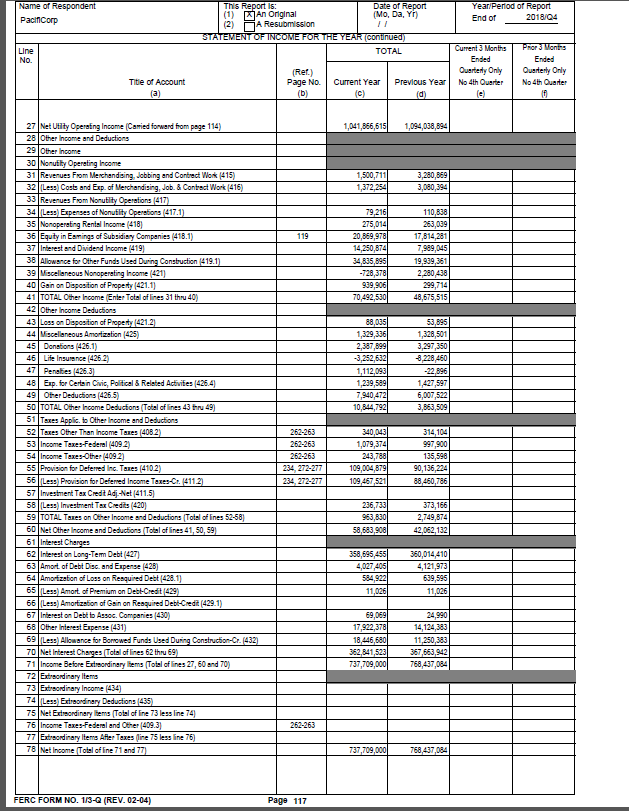 Name of Respondent
PacifiCorp
This Report Is:
(1) X An Original
(2) A Resubmission
Date of Report
(Mo, Da, Yr)
/ /
Year/Period of Report
End of 2018/Q4
STATEMENT OF INCOME FOR THE YEAR (continued)
Line No.
Title of Account (a)
(Ref.) Page No. (b)
TOTAL
Current Year (c)
Previous Year (d)
Current 3 Months Ended Quarterly Only No 4th Quarter (e)
Prior 3 Months Ended Quarterly Only No 4th Quarter (f)
27 Net Utility Operating Income (Carried forward from page 114) 1,041,866,615 1,094,038,894
28 Other Income and Deductions
29 Other Income
30 Nonutilty Operating Income
31 Revenues From Merchandising, Jobbing and Contract Work (415) 1,500,711 3,280,869
32 (Less) Costs and Exp. of Merchandising, Job. & Contract Work (416) 1,372,254 3,080,394
33 Revenues From Nonutility Operations (417)
34 (Less) Expenses of Nonutility Operations (417.1) 79,216 110,838
35 Nonoperating Rental Income (418) 275,014 263,039
36 Equity in Earnings of Subsidiary Companies (418.1) 119 20,869,978 17,814,281
37 Interest and Dividend Income (419) 14,250,874 7,989,045
38 Allowance for Other Funds Used During Construction (419.1) 34,835,895 19,939,361
39 Miscellaneous Nonoperating Income (421) -728,378 2,280,438
40 Gain on Disposition of Property (421.1) 939,906 299,714
41 TOTAL Other Income (Enter Total of lines 31 thru 40) 70,492,530 48,675,515
42 Other Income Deductions
43 Loss on Disposition of Property (421.2) 88,035 53,895
44 Miscellaneous Amortization (425) 1,329,336 1,328,501
45 Donations (426.1) 2,387,899 3,297,350
46 Life Insurance (426.2) -3,252,632 -8,228,460
47 Penalties (426.3) 1,112,093 -22,896
48 Exp. for Certain Civic, Political & Related Activities (426.4) 1,239,589 1,427,597
49 Other Deductions (426.5) 7,940,472 6,007,522
50 TOTAL Other Income Deductions (Total of lines 43 thru 49) 10,844,792 3,863,509
51 Taxes Applic. to Other Income and Deductions
52 Taxes Other Than Income Taxes (408.2) 262-263 340,043 314,104
53 Income Taxes-Federal (409.2) 262-263 1,079,374 997,900
54 Income Taxes-Other (409.2) 262-263 243,788 135,598
55 Provision for Deferred Inc. Taxes (410.2) 234, 272-277 109,004,879 90,136,224
56 (Less) Provision for Deferred Income Taxes-Cr. (411.2) 234, 272-277 109,467,521 88,460,786
57 Investment Tax Credit Adj.-Net (411.5)
58 (Less) Investment Tax Credits (420) 236,733 373,166
59 TOTAL Taxes on Other Income and Deductions (Total of lines 52-58) 963,830 2,749,874
60 Net Other Income and Deductions (Total of lines 41, 50, 59) 58,683,908 42,062,132
61 Interest Charges
62 Interest on Long-Term Debt (427) 358,695,455 360,014,410
63 Amort. of Debt Disc. and Expense (428) 4,027,405 4,121,973
64 Amortization of Loss on Reaquired Debt (428.1) 584,922 639,595
65 (Less) Amort. of Premium on Debt-Credit (429) 11,026 11,026
66 (Less) Amortization of Gain on Reaquired Debt-Credit (429.1)
67 Interest on Debt to Assoc. Companies (430) 69,069 24,990
68 Other Interest Expense (431) 17,922,378 14,124,383
69 (Less) Allowance for Borrowed Funds Used During Construction-Cr. (432) 18,446,680 11,250,383
70 Net Interest Charges (Total of lines 62 thru 69) 362,841,523 367,663,942
71 Income Before Extraordinary Items (Total of lines 27, 60 and 70) 737,709,000 768,437,084
72 Extraordinary Items
73 Extraordinary Income (434)
74 (Less) Extraordinary Deductions (435)
75 Net Extraordinary Items (Total of line 73 less line 74)
76 Income Taxes-Federal and Other (409.3) 262-263
77 Extraordinary Items After Taxes (line 75 less line 76)
78 Net Income (Total of line 71 and 77) 737,709,000 768,437,084
FERC FORM NO. 1/3-Q (REV. 02-04) Page 117